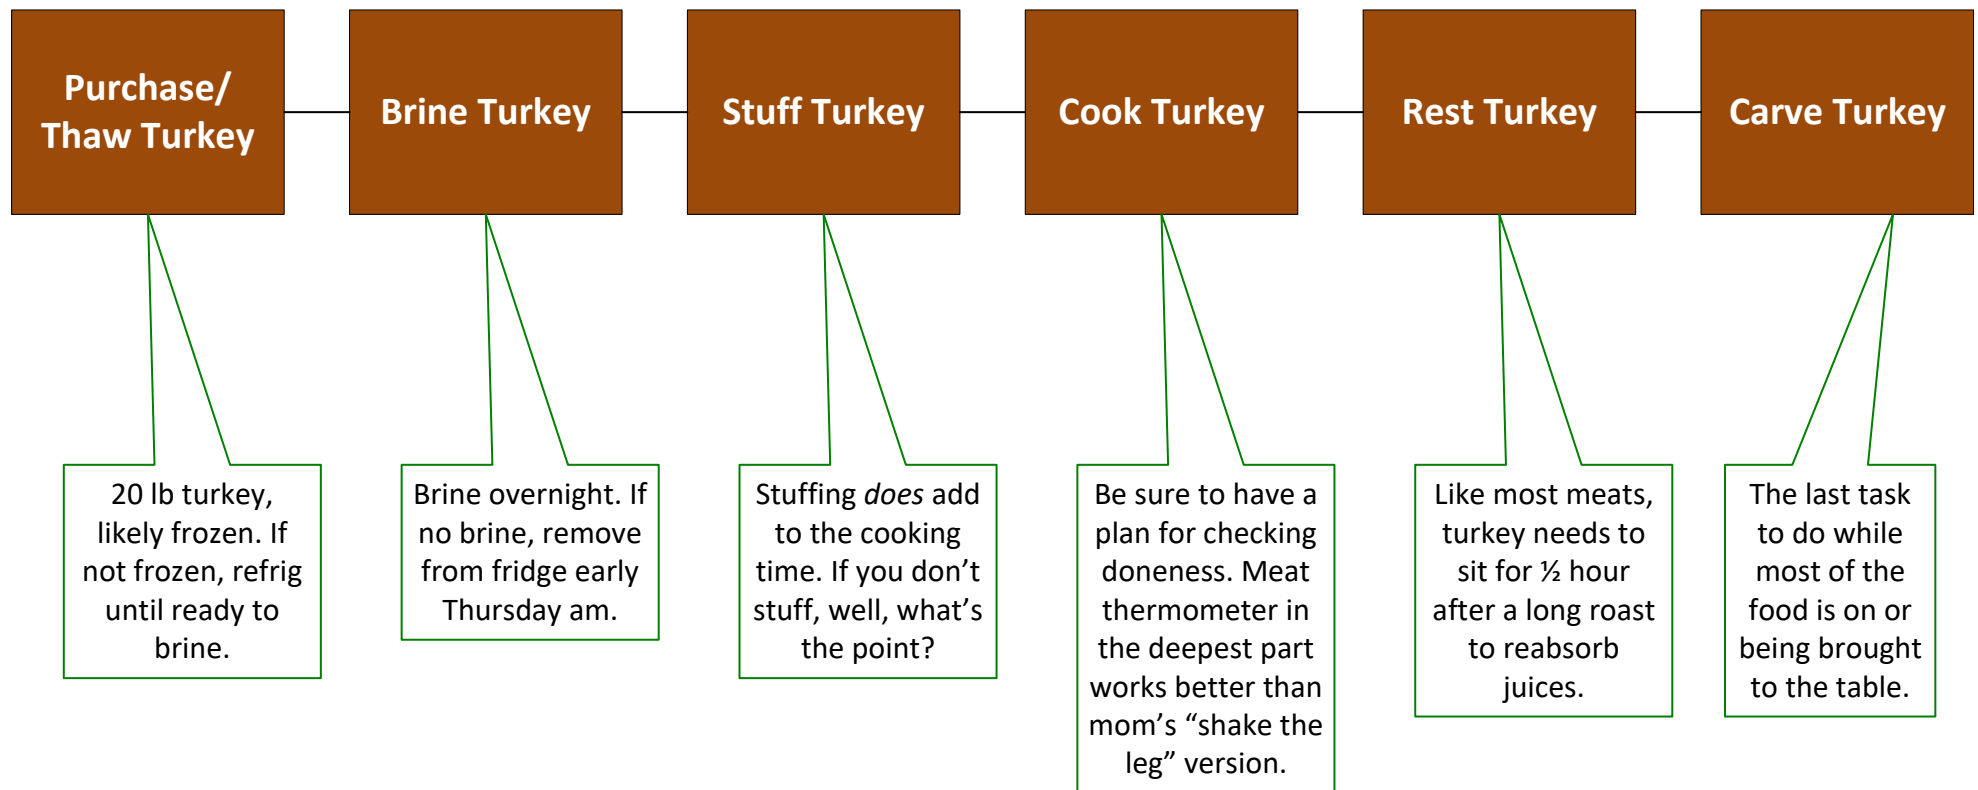 Purchase/
Thaw Turkey
Brine Turkey
Stuff Turkey
Cook Turkey
Rest Turkey
Carve Turkey
20 lb turkey,
likely frozen. If
not frozen, refrig
until ready to
brine.
Brine overnight. If
no brine, remove
from fridge early
Thursday am.
Stuffing does add
to the cooking
time. If you don’t
stuff, well, what’s
the point?
Be sure to have a
plan for checking
doneness. Meat
thermometer in
the deepest part
works better than
mom’s “shake the
leg” version.
Like most meats,
turkey needs to
sit for ½ hour
after a long roast
to reabsorb
juices.
The last task
to do while
most of the
food is on or
being brought
to the table.